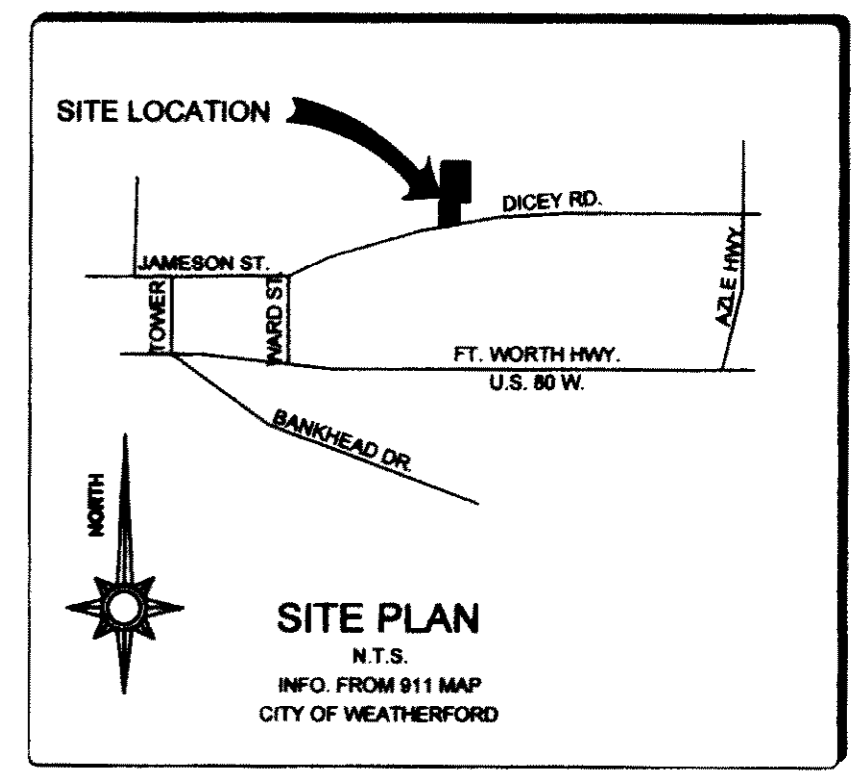 SITE LOCATION
DICEY RD.
JAMESON ST.
TOWER
WARD ST.
AZLE HWY.
FT. WORTH HWY.
U.S. 80 W.
BANKHEAD DR.
NORTH
SITE PLAN
N.T.S.
INFO. FROM 911 MAP
CITY OF WEATHERFORD